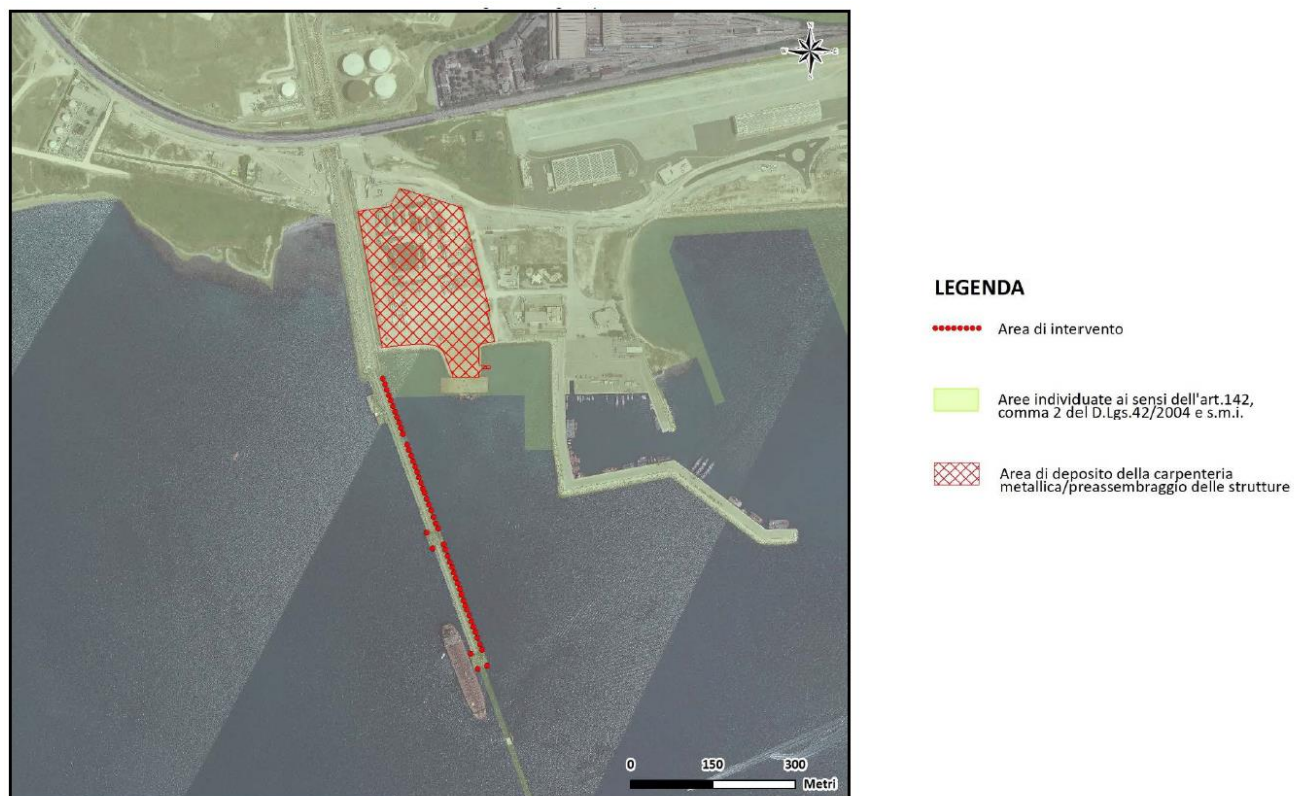 N
W
E
S
LEGENDA
Area di intervento
Aree individuate ai sensi dell'art.142,
comma 2 del D.Lgs.42/2004 e s.m.i.
Area di deposito della carpenteria
metallica/preassembraggio delle strutture
0 150 300
Metri